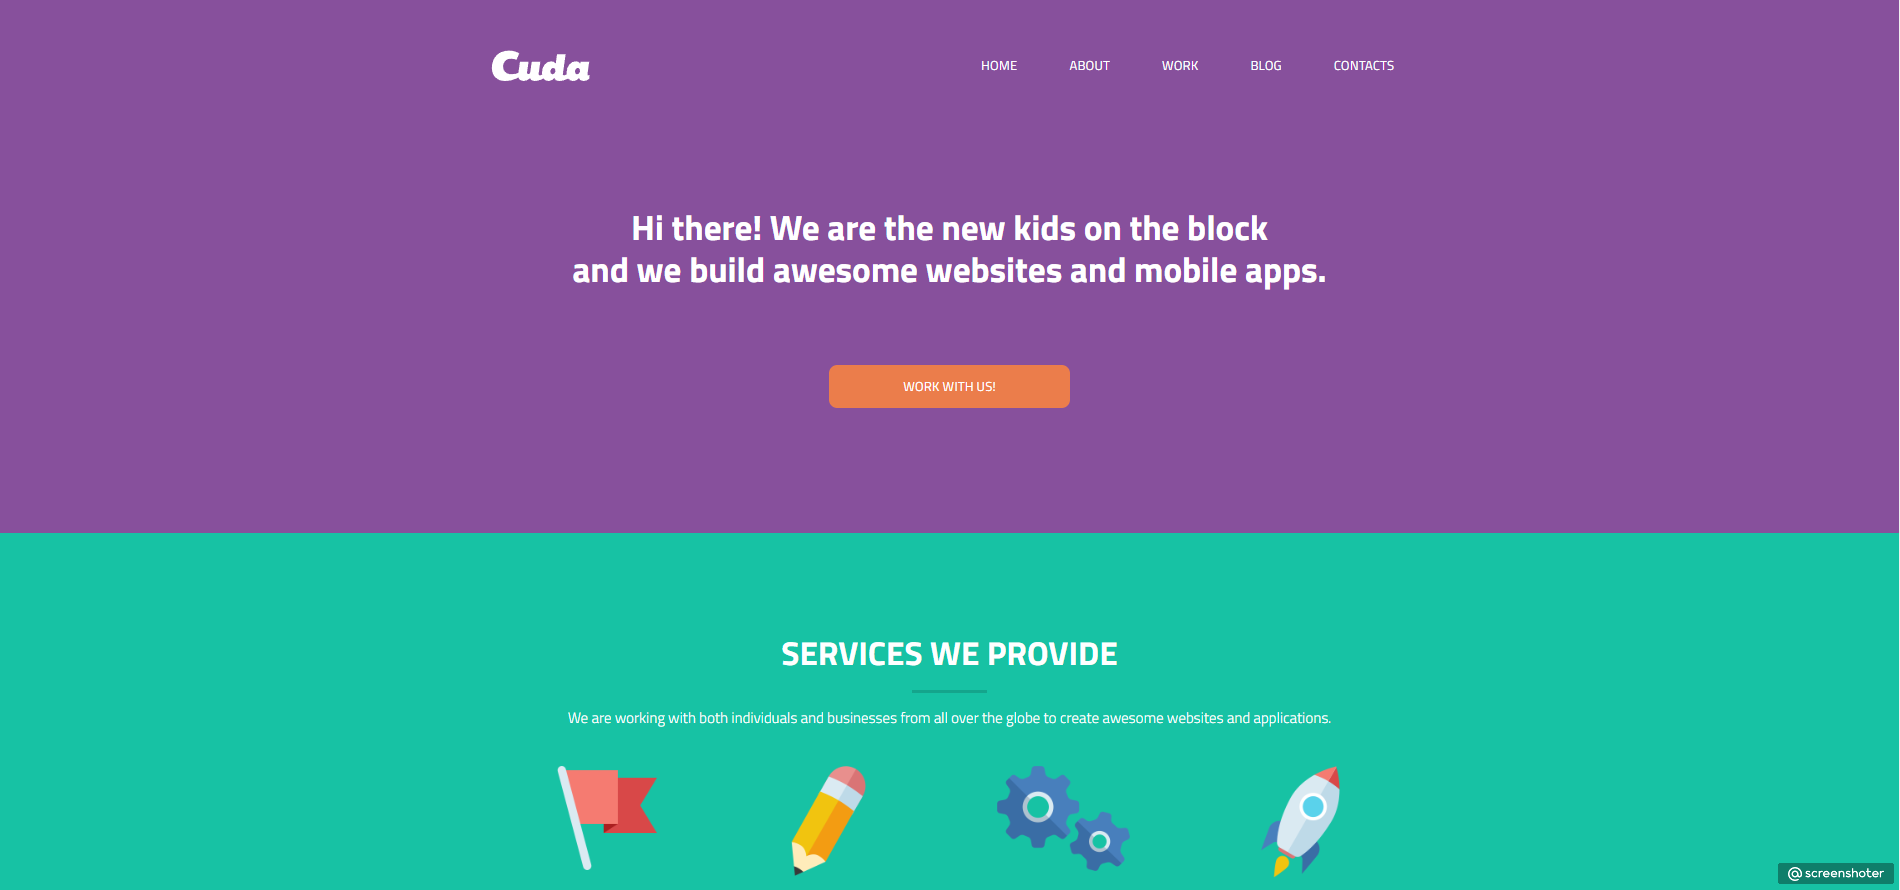 Cuda
HOME ABOUT WORK BLOG CONTACTS
Hi there! We are the new kids on the block
and we build awesome websites and mobile apps.
WORK WITH US!
SERVICES WE PROVIDE
We are working with both individuals and businesses from all over the globe to create awesome websites and applications.
@screenshoter